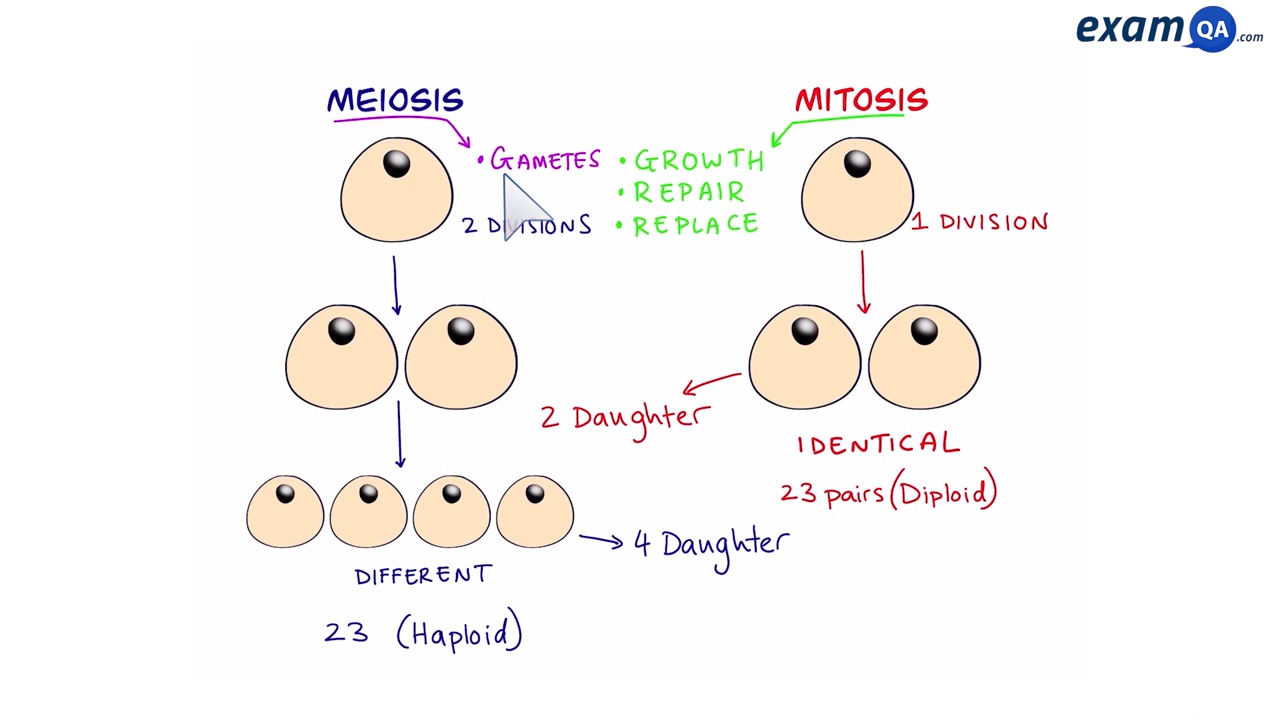 examQA.com
MEIOSIS
MITOSIS
• GAMETES
2 DIVISIONS
• GROWTH
• REPAIR
• REPLACE
1 DIVISION
2 Daughter
IDENTICAL
23 pairs (Diploid)
4 Daughter
DIFFERENT
23 (Haploid)